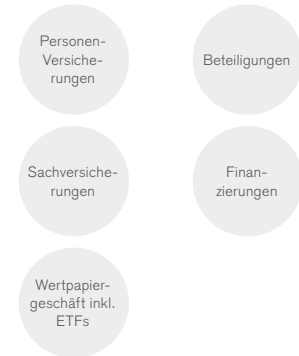 Personen-
Versiche-
rungen
Beteiligungen
Sachversiche-
rungen
Finan-
zierungen
Wertpapier-
geschäft inkl.
ETFs